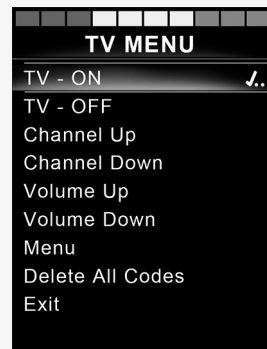 TV MENU
TV - ON
TV - OFF
Channel Up
Channel Down
Volume Up
Volume Down
Menu
Delete All Codes
Exit